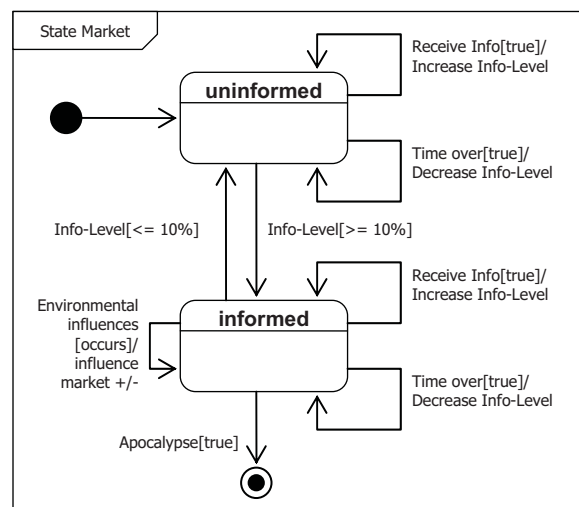 State Market
uninformed
Receive Info[true]/
Increase Info-Level
Time over[true]/
Decrease Info-Level
Info-Level[<= 10%]
Info-Level[>= 10%]
Environmental
influences
[occurs]/
influence
market +/-
informed
Receive Info[true]/
Increase Info-Level
Time over[true]/
Decrease Info-Level
Apocalypse[true]